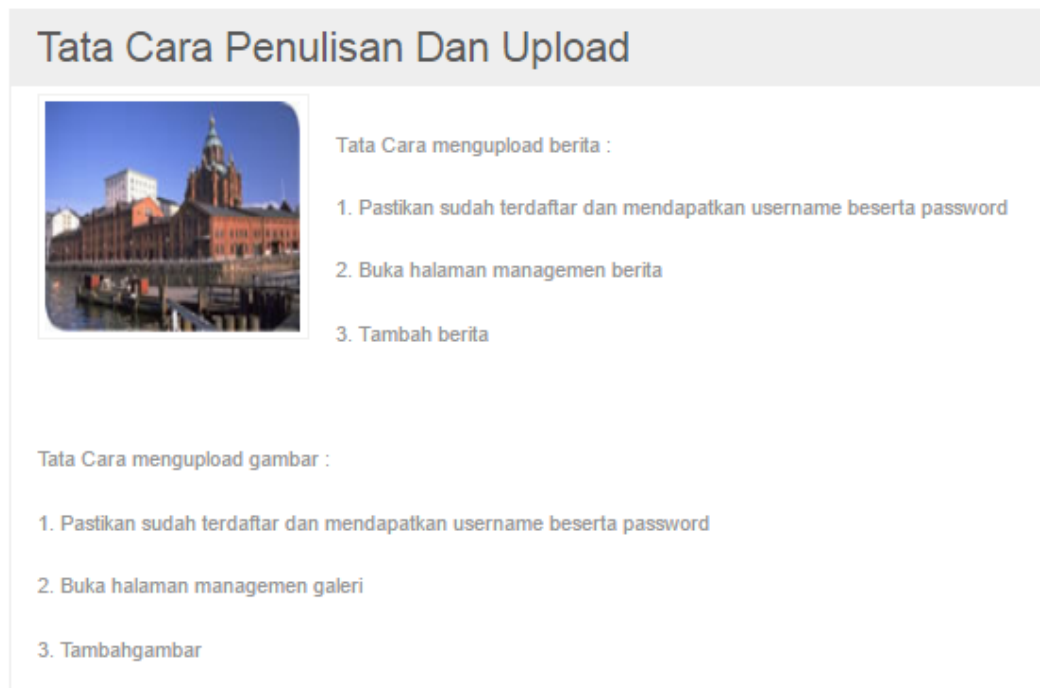 Tata Cara Penulisan Dan Upload
Tata Cara mengupload berita :
1. Pastikan sudah terdaftar dan mendapatkan username beserta password
2. Buka halaman managemen berita
3. Tambah berita
Tata Cara mengupload gambar :
1. Pastikan sudah terdaftar dan mendapatkan username beserta password
2. Buka halaman managemen galeri
3. Tambahgambar